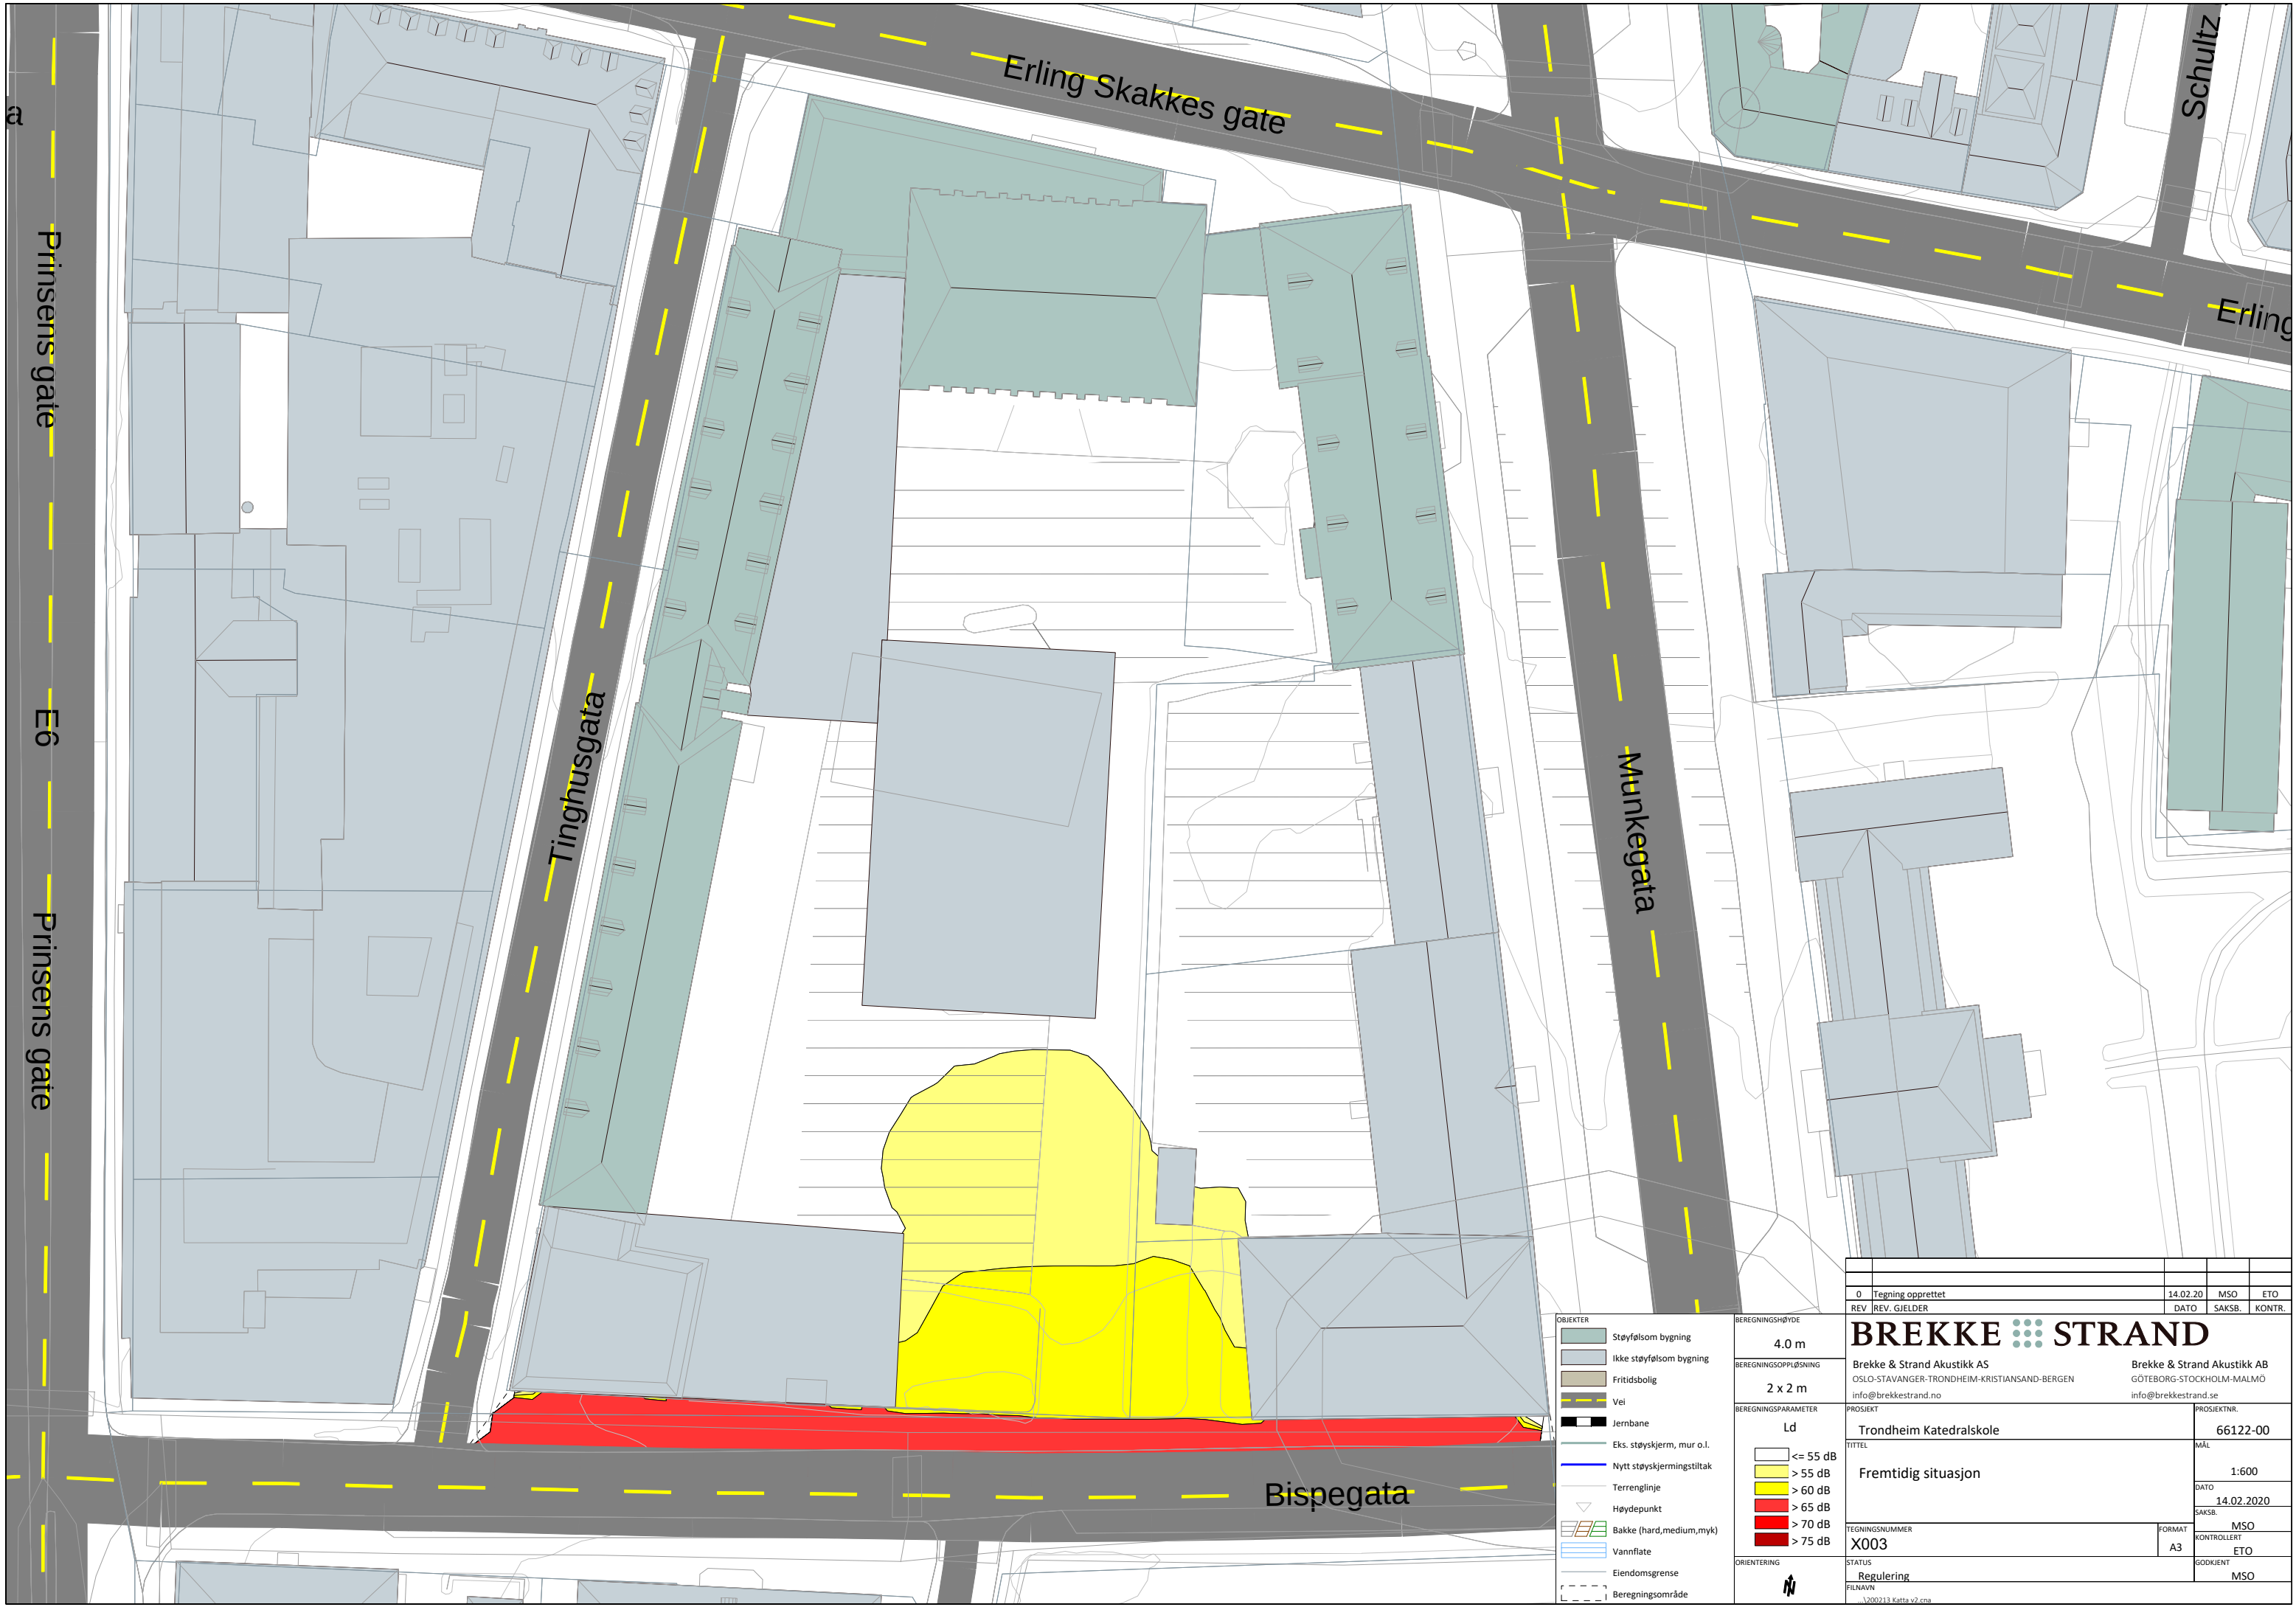 Erling Skakkes gate
Schultz
a
Prinsens gate
Erling
E6
Tinghusgata
Munkegata
Prinsens gate
Bispegata
0 Tegning opprettet 14.02.20 MSO ETO
REV REV. GJELDER DATO SAKSB. KONTR.
OBJEKTER
Støyfølsom bygning
Ikke støyfølsom bygning
Fritidsbolig
Vei
Jernbane
Eks. støyskjerm, mur o.l.
Nytt støyskjermingstiltak
Terrenglinje
Høydepunkt
Bakke (hard,medium,myk)
Vannflate
Eiendomsgrense
Beregningsområde
BEREGNINGSHØYDE
4.0 m
BEREGNINGSOPPLØSNING
2 x 2 m
BEREGNINGSPARAMETER
Ld
<= 55 dB
> 55 dB
> 60 dB
> 65 dB
> 70 dB
> 75 dB
ORIENTERING
N
BREKKE STRAND
Brekke & Strand Akustikk AS Brekke & Strand Akustikk AB
OSLO-STAVANGER-TRONDHEIM-KRISTIANSAND-BERGEN GÖTEBORG-STOCKHOLM-MALMÖ
info@brekkestrand.no info@brekkestrand.se
PROSJEKT
Trondheim Katedralskole
PROSJEKTNR.
66122-00
TITTEL
Fremtidig situasjon
MÅL
1:600
DATO
14.02.2020
SAKSB.
MSO
TEGNINGSNUMMER
X003
FORMAT
A3
KONTROLLERT
ETO
STATUS
Regulering
GODKJENT
MSO
FILNAVN
...\200213 Katta v2.cna